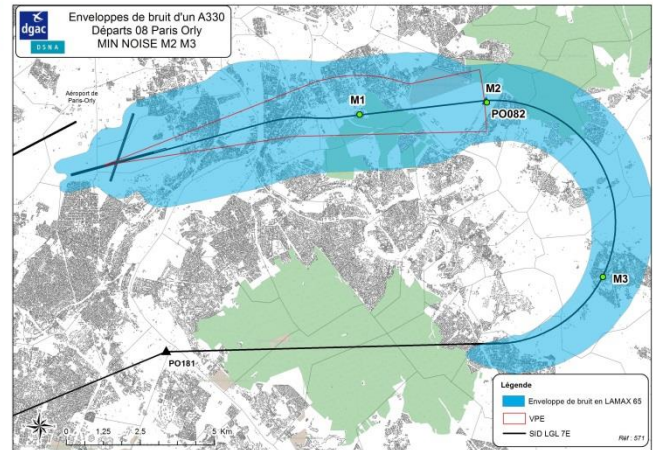 dgac
DSNA
Enveloppes de bruit d'un A330
Départs 08 Paris Orly
MIN NOISE M2 M3
Aéroport de
Paris-Orly
M1
M2
PO082
M3
PO181
0 1,25 2,5 5 Km
Légende
Enveloppe de bruit en LAMAX 65
VPE
SID LGL 7E
Réf : 571